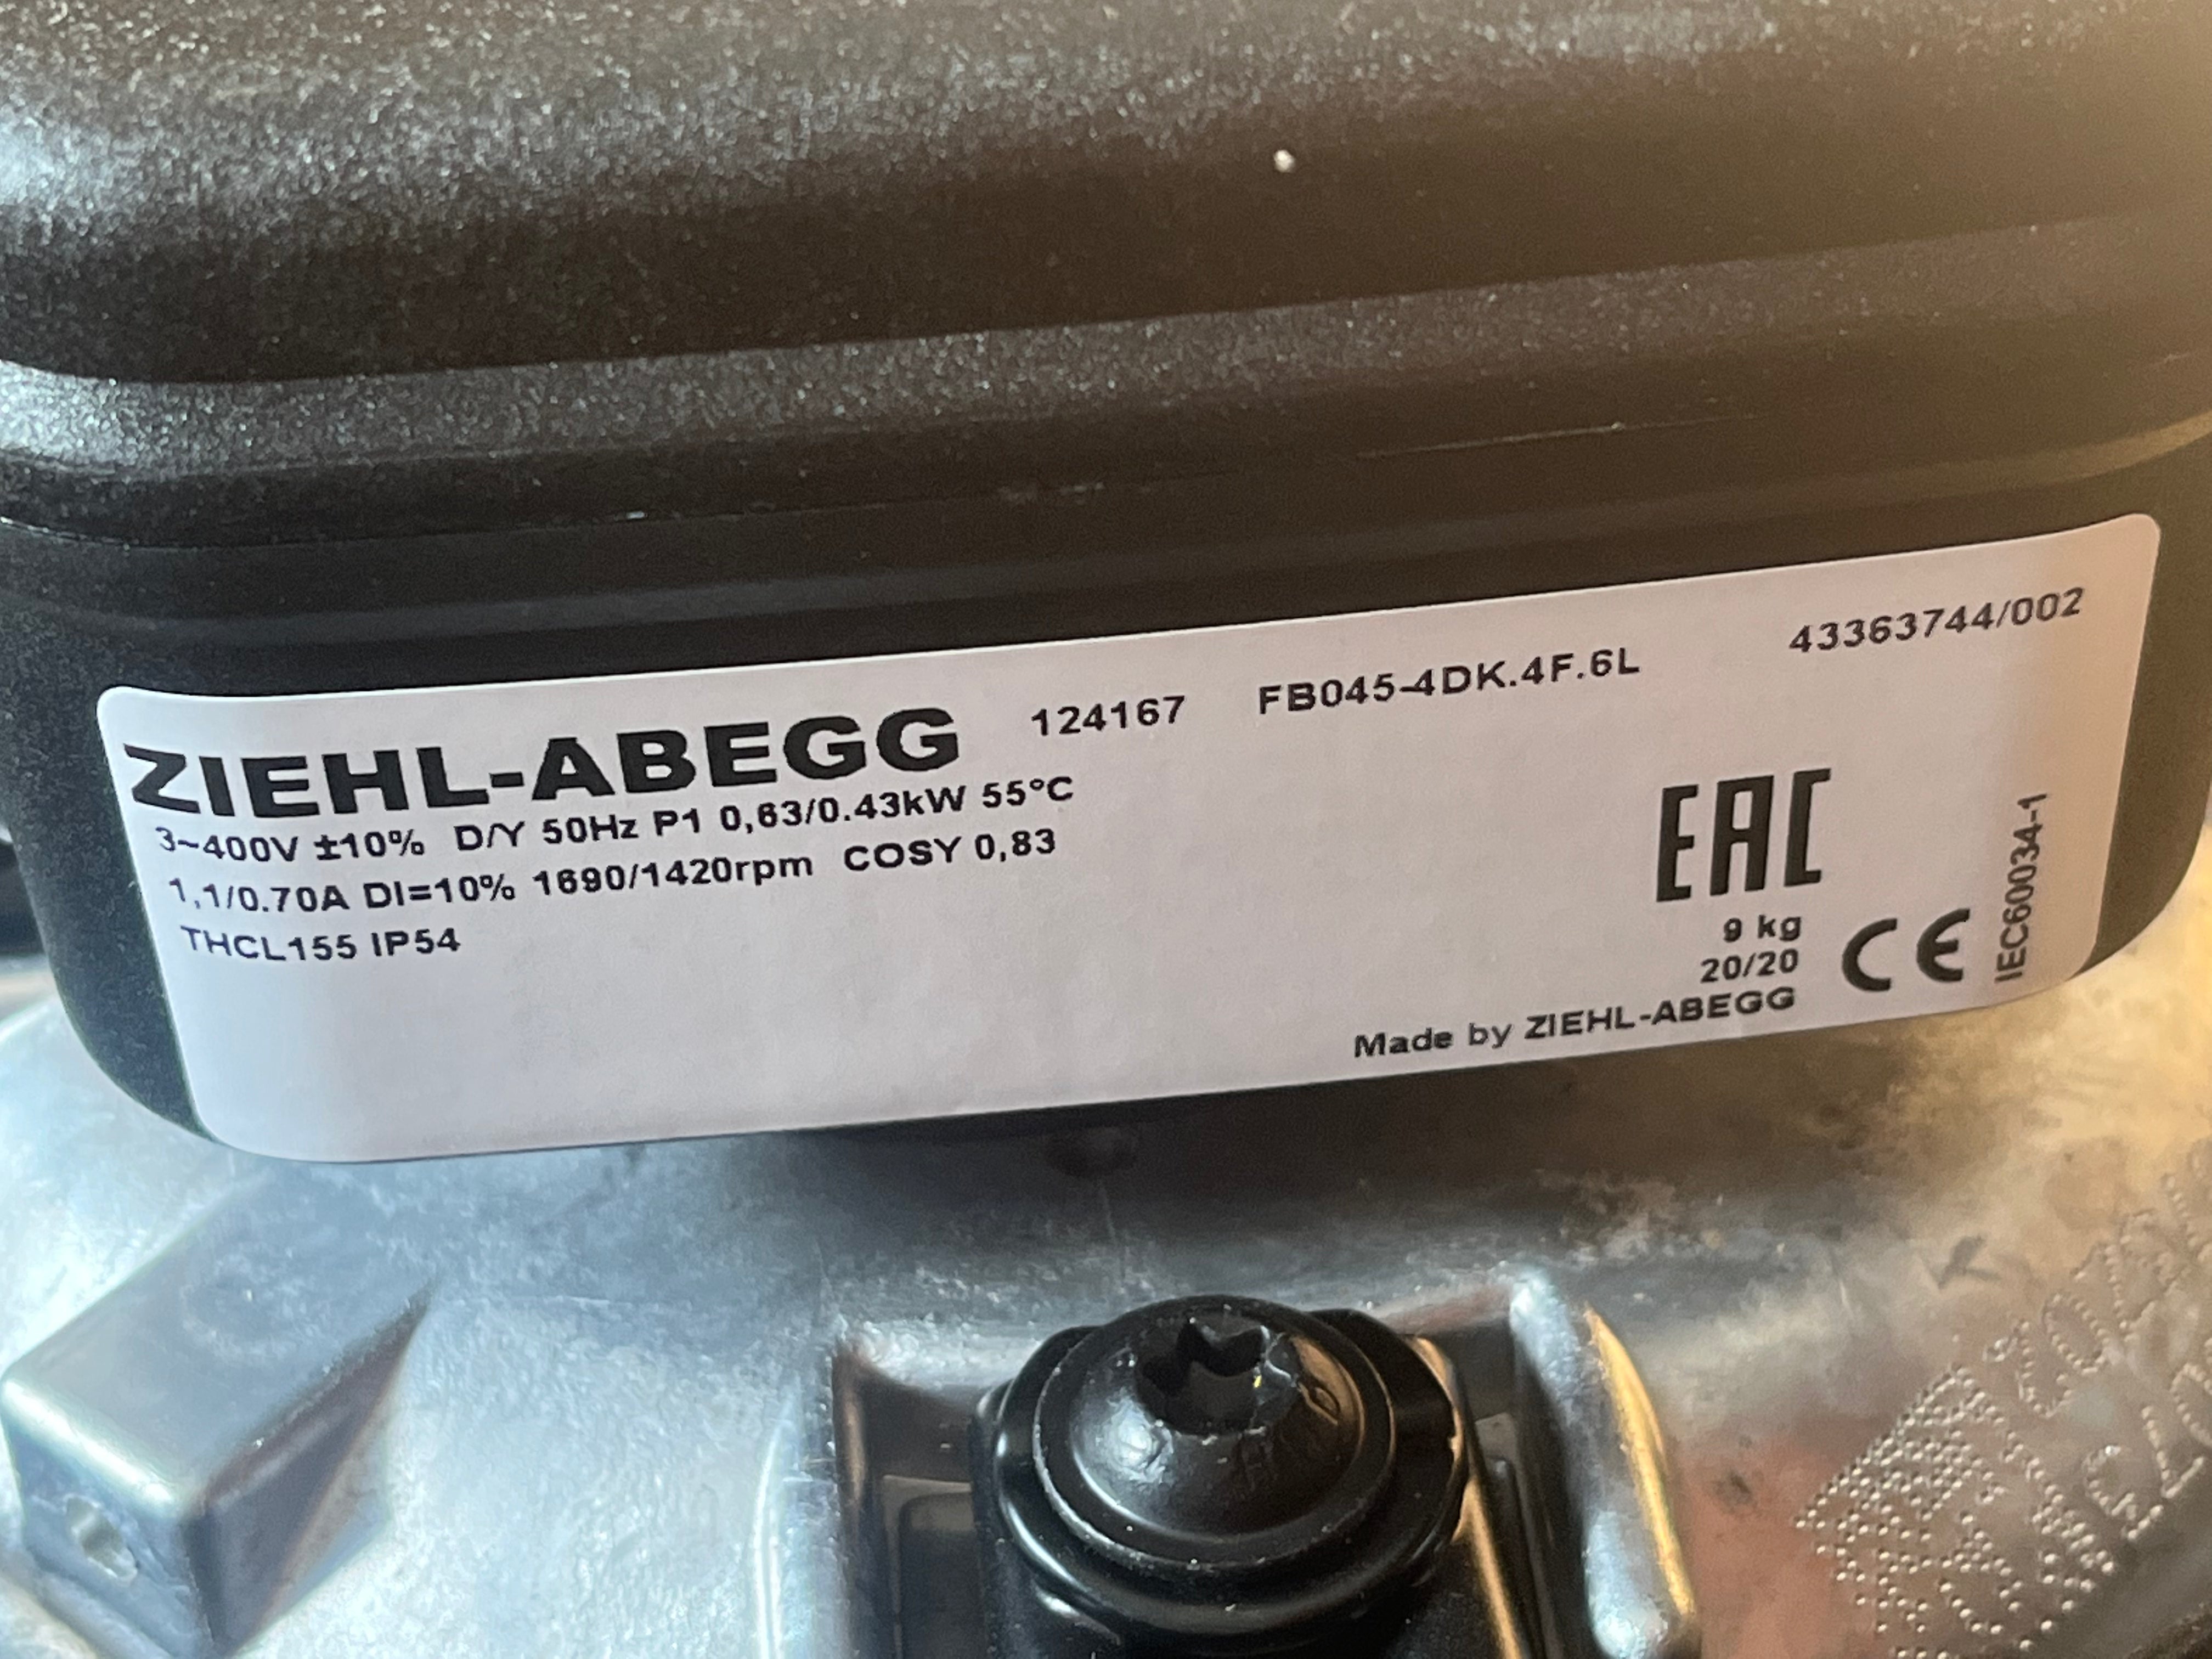 ZIEHL-ABEGG 124167 FB045-4DK.4F.6L 43363744/002
3~400V ±10% D/Y 50Hz P1 0,63/0.43kW 55°C
1,1/0.70A DI=10% 1690/1420rpm COSY 0,83
THCL155 IP54
EAC
9 kg
20/20
CE
IEC60034-1
Made by ZIEHL-ABEGG